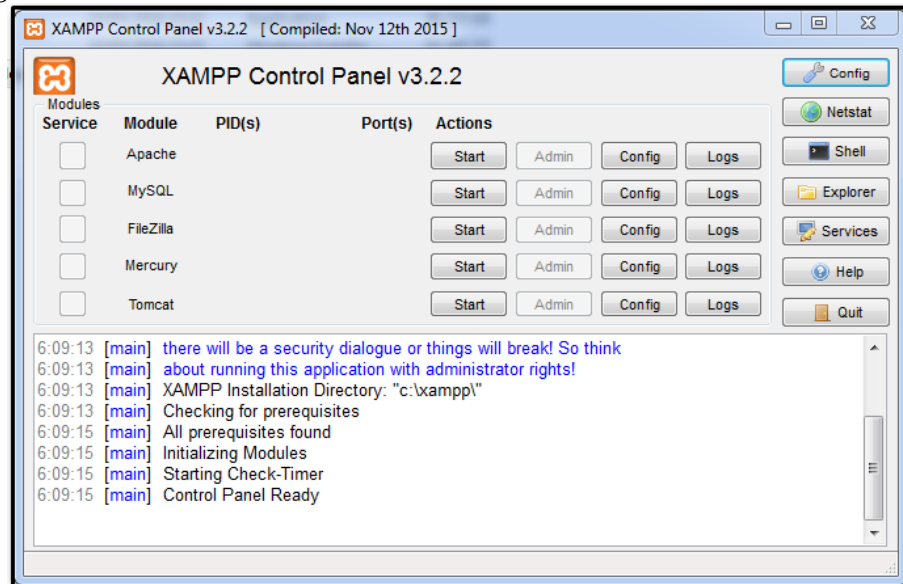 XAMPP Control Panel v3.2.2 [ Compiled: Nov 12th 2015 ]
XAMPP Control Panel v3.2.2
Config
Modules
Service Module PID(s) Port(s) Actions
Netstat
Apache Start Admin Config Logs
Shell
MySQL Start Admin Config Logs
Explorer
FileZilla Start Admin Config Logs
Services
Mercury Start Admin Config Logs
Help
Tomcat Start Admin Config Logs
Quit
6:09:13 [main] there will be a security dialogue or things will break! So think
6:09:13 [main] about running this application with administrator rights!
6:09:13 [main] XAMPP Installation Directory: "c:\xampp\"
6:09:13 [main] Checking for prerequisites
6:09:15 [main] All prerequisites found
6:09:15 [main] Initializing Modules
6:09:15 [main] Starting Check-Timer
6:09:15 [main] Control Panel Ready